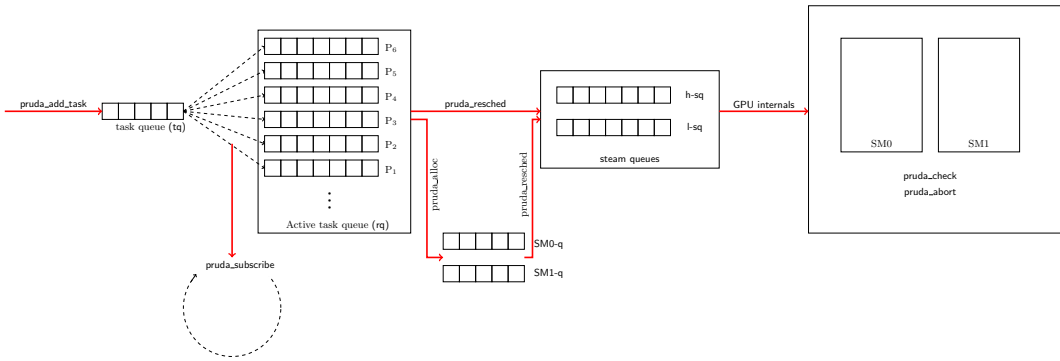 pruda_add_task
task queue (tq)
P6
P5
P4
P3
P2
P1
Active task queue (rq)
pruda_subscribe
pruda_resched
pruda_alloc
pruda_resched
SM0-q
SM1-q
h-sq
l-sq
steam queues
GPU internals
SM0
SM1
pruda_check
pruda_abort